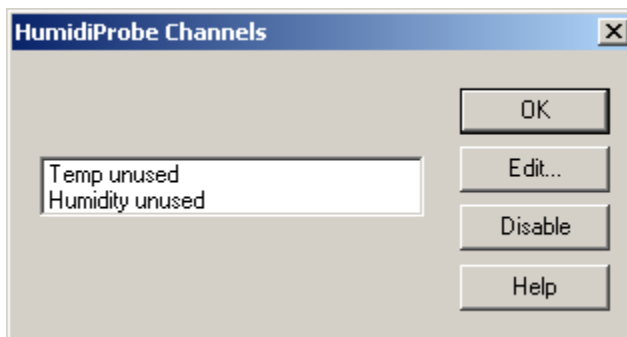 HumidiProbe Channels
OK
Temp unused
Edit...
Humidity unused
Disable
Help